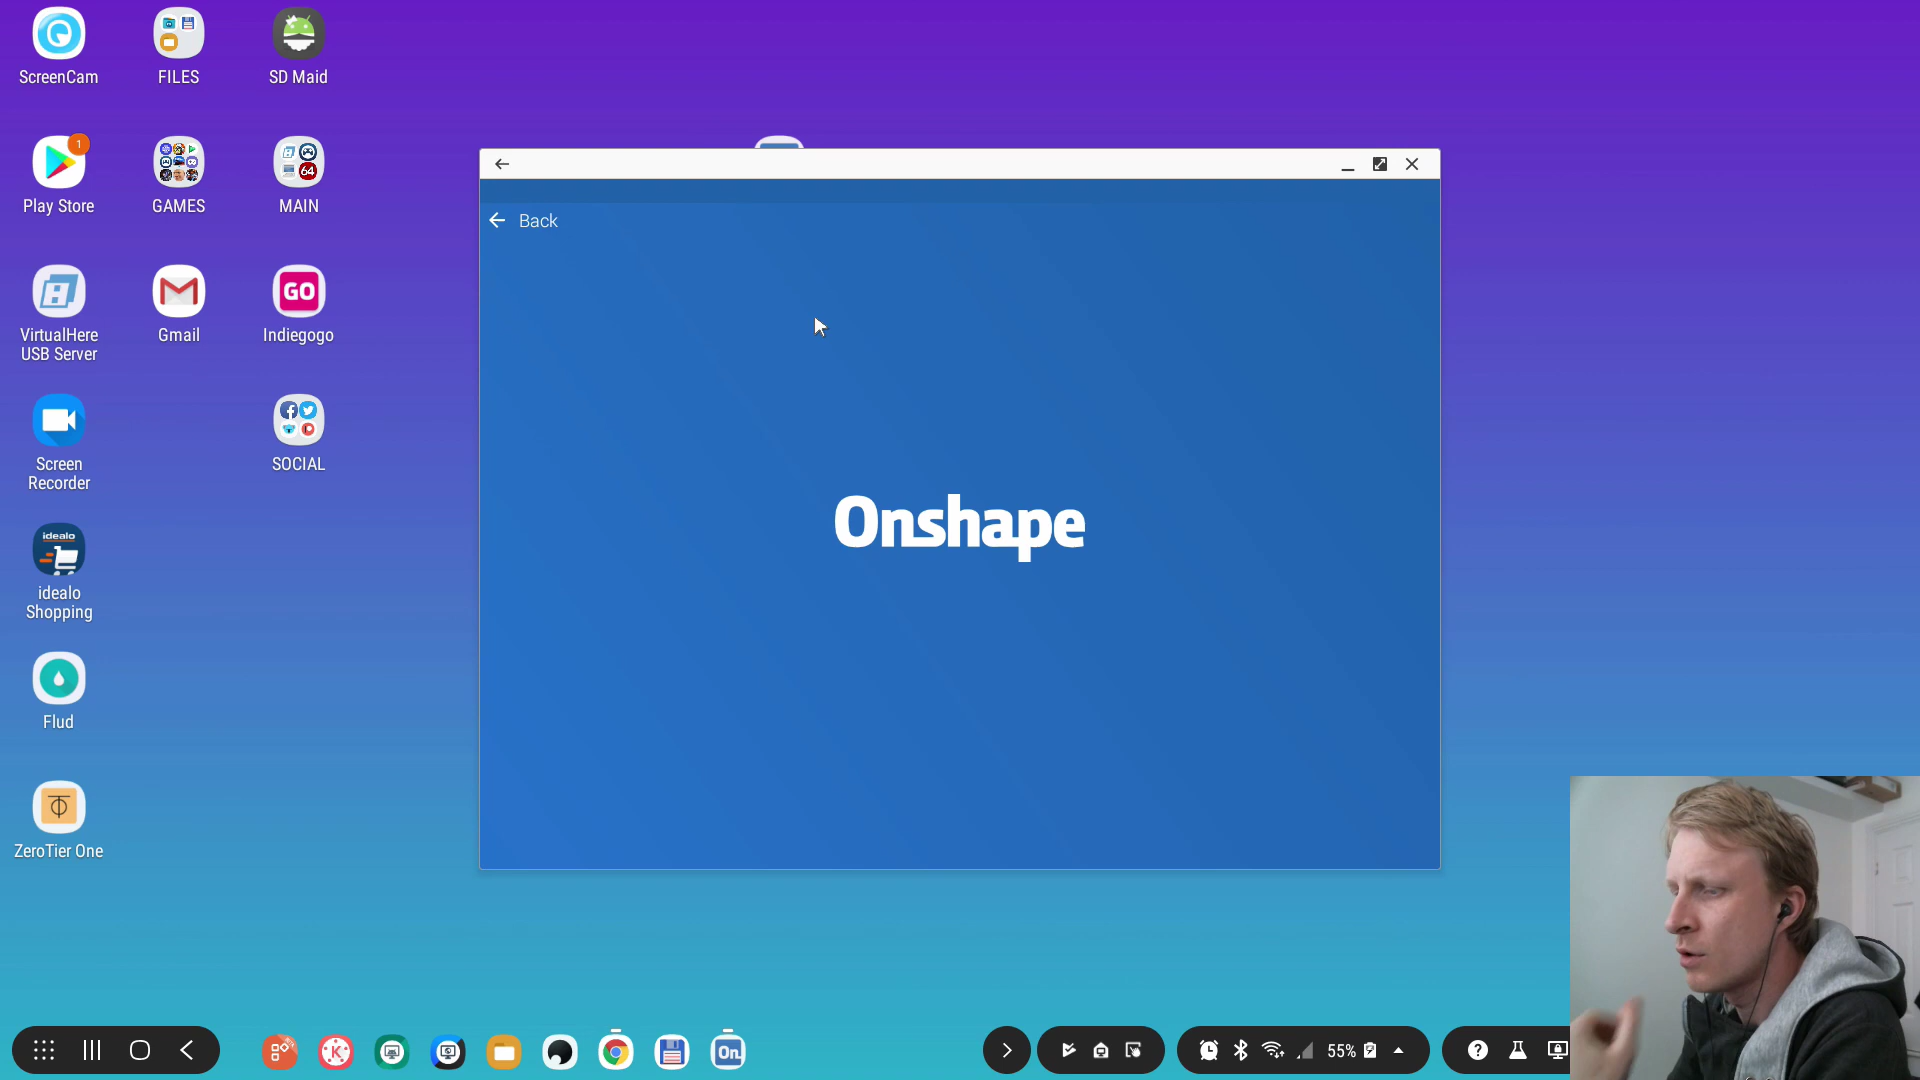 ScreenCam
FILES
SD Maid
1
Play Store
GAMES
64
MAIN
VirtualHere
USB Server
Gmail
GO
Indiegogo
Screen
Recorder
SOCIAL
idealo
idealo
Shopping
Flud
ZeroTier One
Back
Onshape
K
On.
55%
?